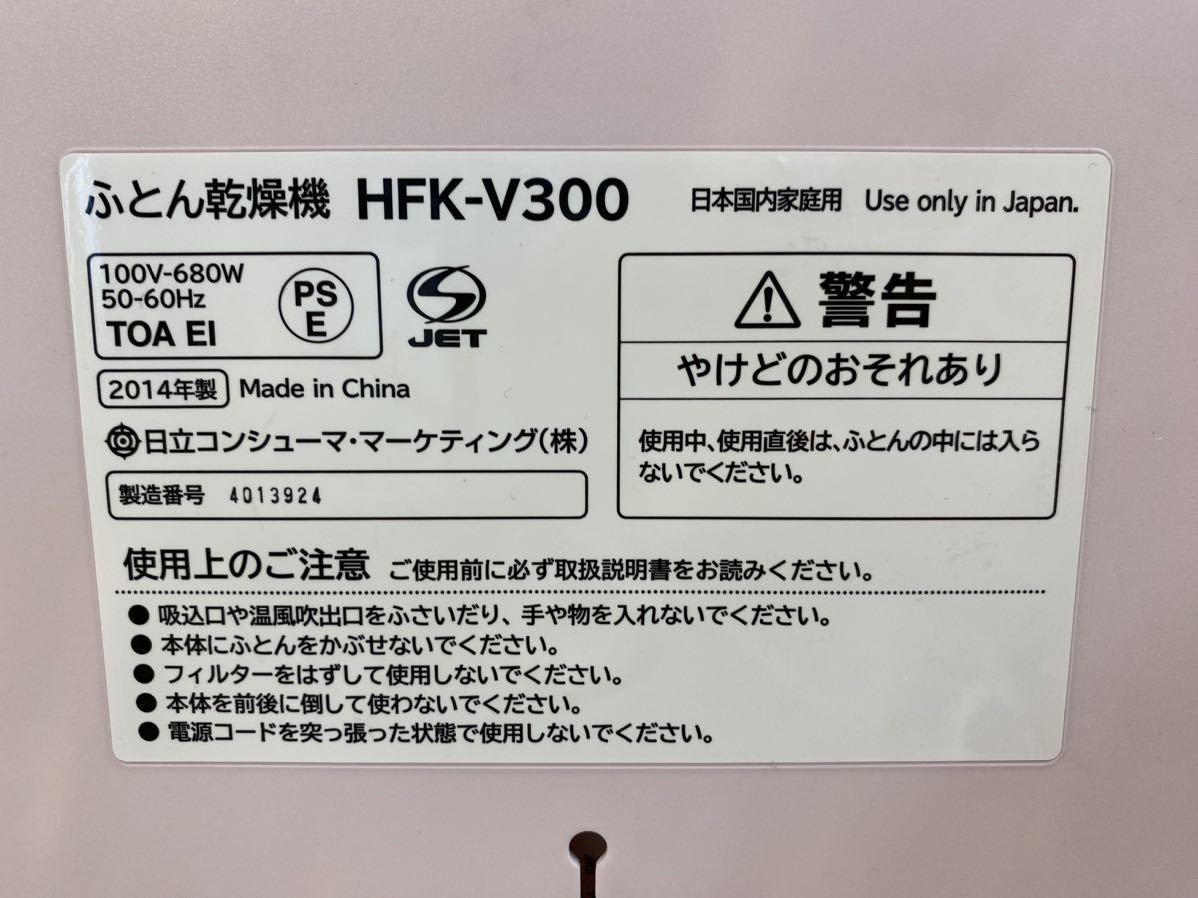 ふとん乾燥機 HFK-V300 日本国内家庭用 Use only in Japan.
100V-680W
50-60Hz
TOA EI
PS
E
JET
2014年製 Made in China
日立コンシューマ・マーケティング(株)
製造番号 4013924
警告
やけどのおそれあり
使用中、使用直後は、ふとんの中には入ら
ないでください。
使用上のご注意 ご使用前に必ず取扱説明書をお読みください。
● 吸込口や温風吹出口をふさいだり、手や物を入れないでください。
● 本体にふとんをかぶせないでください。
● フィルターをはずして使用しないでください。
● 本体を前後に倒して使わないでください。
● 電源コードを突っ張った状態で使用しないでください。